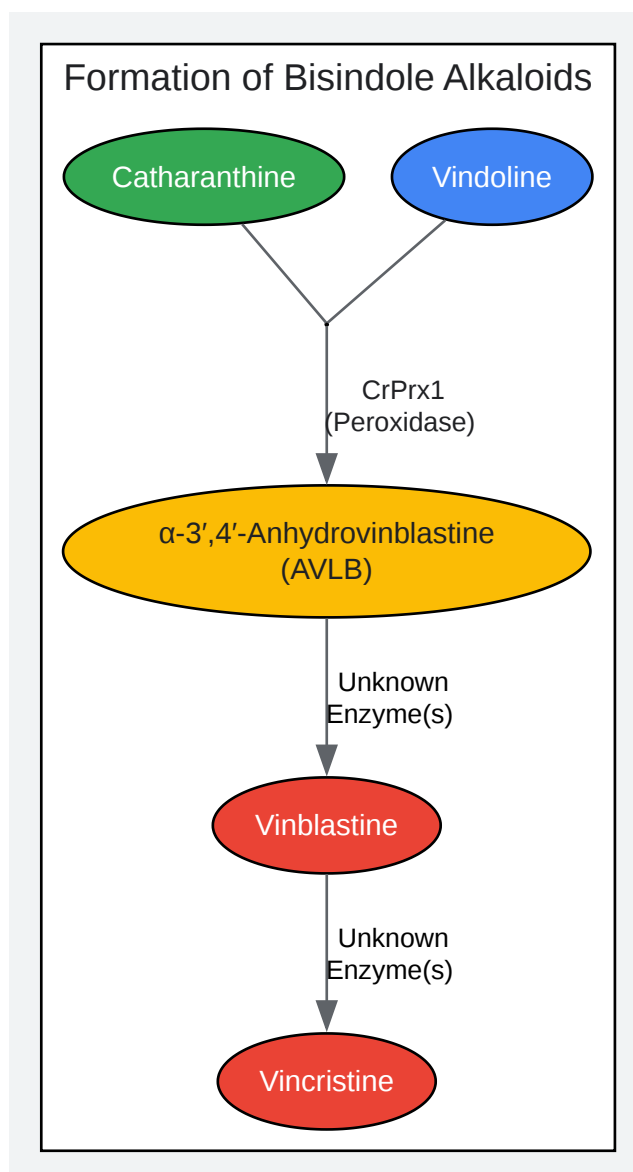 Formation of Bisindole Alkaloids
Catharanthine
Vindoline
CrPrx1
(Peroxidase)
α-3′,4′-Anhydrovinblastine
(AVLB)
Unknown
Enzyme(s)
Vinblastine
Unknown
Enzyme(s)
Vincristine